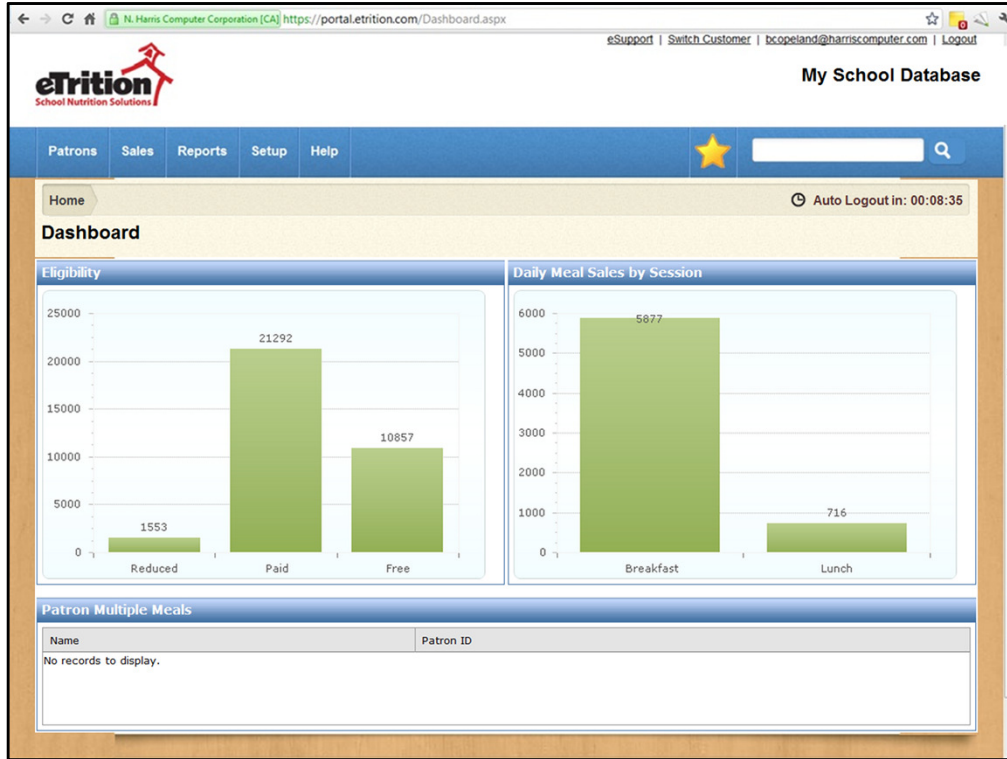 N. Harris Computer Corporation [CA] https://portal.etrition.com/Dashboard.aspx
eSupport | Switch Customer | bcopeland@harriscomputer.com | Logout
eTrition
School Nutrition Solutions
My School Database
Patrons Sales Reports Setup Help
Home
Auto Logout in: 00:08:35
Dashboard
Eligibility
25000
20000
15000
10000
5000
0
1553
21292
10857
Reduced Paid Free
Daily Meal Sales by Session
6000
5000
4000
3000
2000
1000
0
5877
716
Breakfast Lunch
Patron Multiple Meals
Name Patron ID
No records to display.